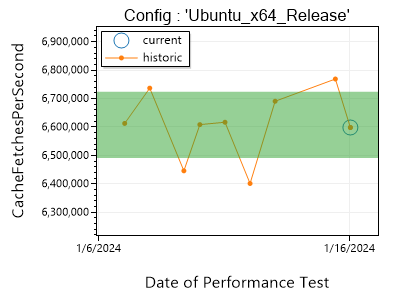 Config : 'Ubuntu_x64_Release'
current
historic
CacheFetchesPerSecond
6,900,000
6,800,000
6,700,000
6,600,000
6,500,000
6,400,000
6,300,000
1/6/2024
1/16/2024
Date of Performance Test